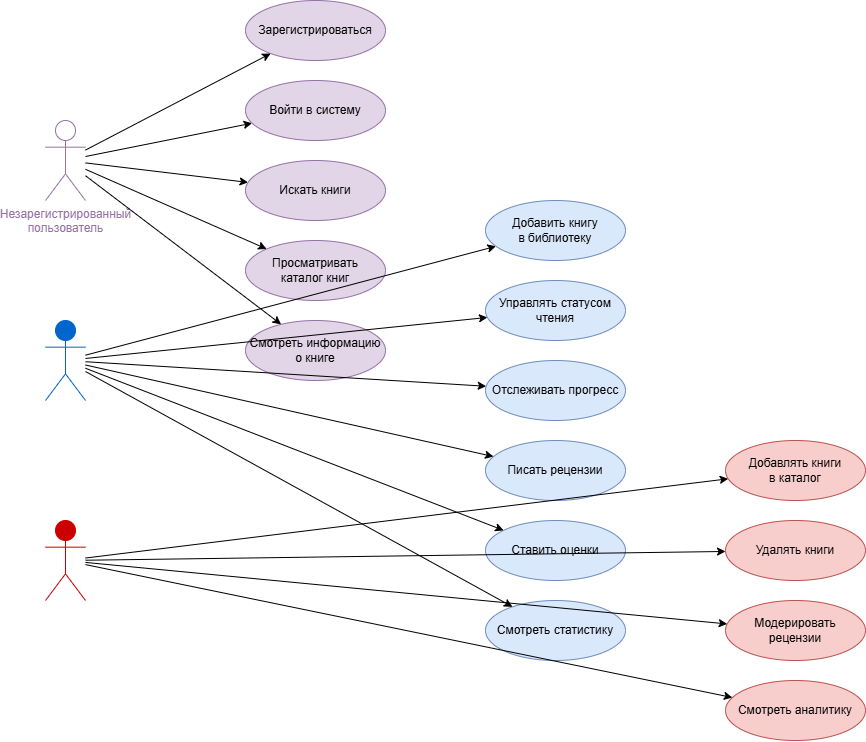 Зарегистрироваться
Войти в систему
Искать книги
Просматривать
каталог книг
Смотреть информацию
о книге
Незарегистрированный
пользователь
Добавить книгу
в библиотеку
Управлять статусом
чтения
Отслеживать прогресс
Писать рецензии
Ставить оценки
Смотреть статистику
Добавлять книги
в каталог
Удалять книги
Модерировать
рецензии
Смотреть аналитику